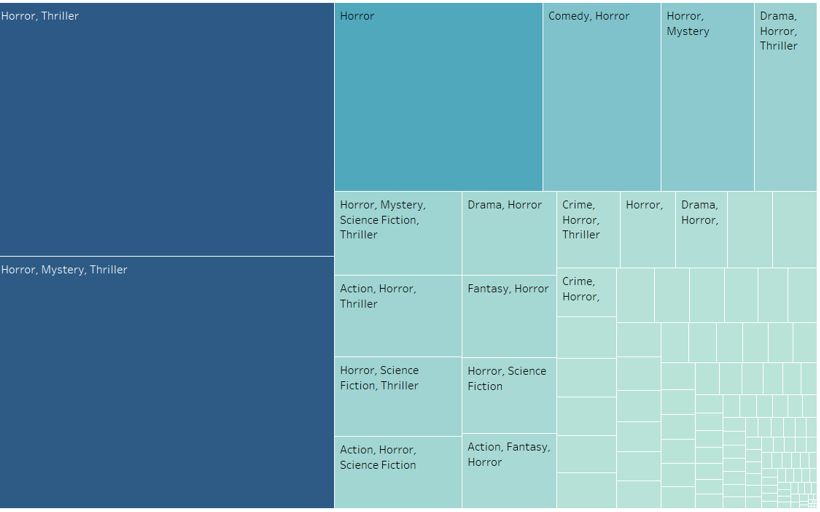 Horror, Thriller
Horror
Comedy, Horror
Horror,
Mystery
Drama,
Horror,
Thriller
Horror, Mystery,
Science Fiction,
Thriller
Drama, Horror
Crime,
Horror,
Thriller
Horror,
Drama,
Horror,
Horror, Mystery, Thriller
Action, Horror,
Thriller
Fantasy, Horror
Crime,
Horror,
Horror, Science
Fiction, Thriller
Horror, Science
Fiction
Action, Horror,
Science Fiction
Action, Fantasy,
Horror